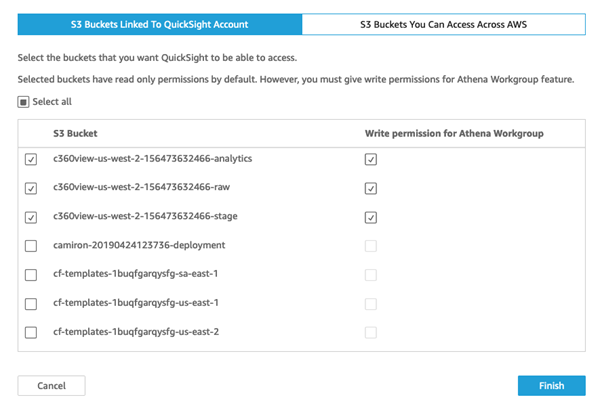 S3 Buckets Linked To QuickSight Account
S3 Buckets You Can Access Across AWS
Select the buckets that you want QuickSight to be able to access.
Selected buckets have read only permissions by default. However, you must give write permissions for Athena Workgroup feature.
Select all
S3 Bucket
Write permission for Athena Workgroup
c360view-us-west-2-156473632466-analytics
c360view-us-west-2-156473632466-raw
c360view-us-west-2-156473632466-stage
camiron-20190424123736-deployment
cf-templates-1buqfgarqysfg-sa-east-1
cf-templates-1buqfgarqysfg-us-east-1
cf-templates-1buqfgarqysfg-us-east-2
Cancel
Finish